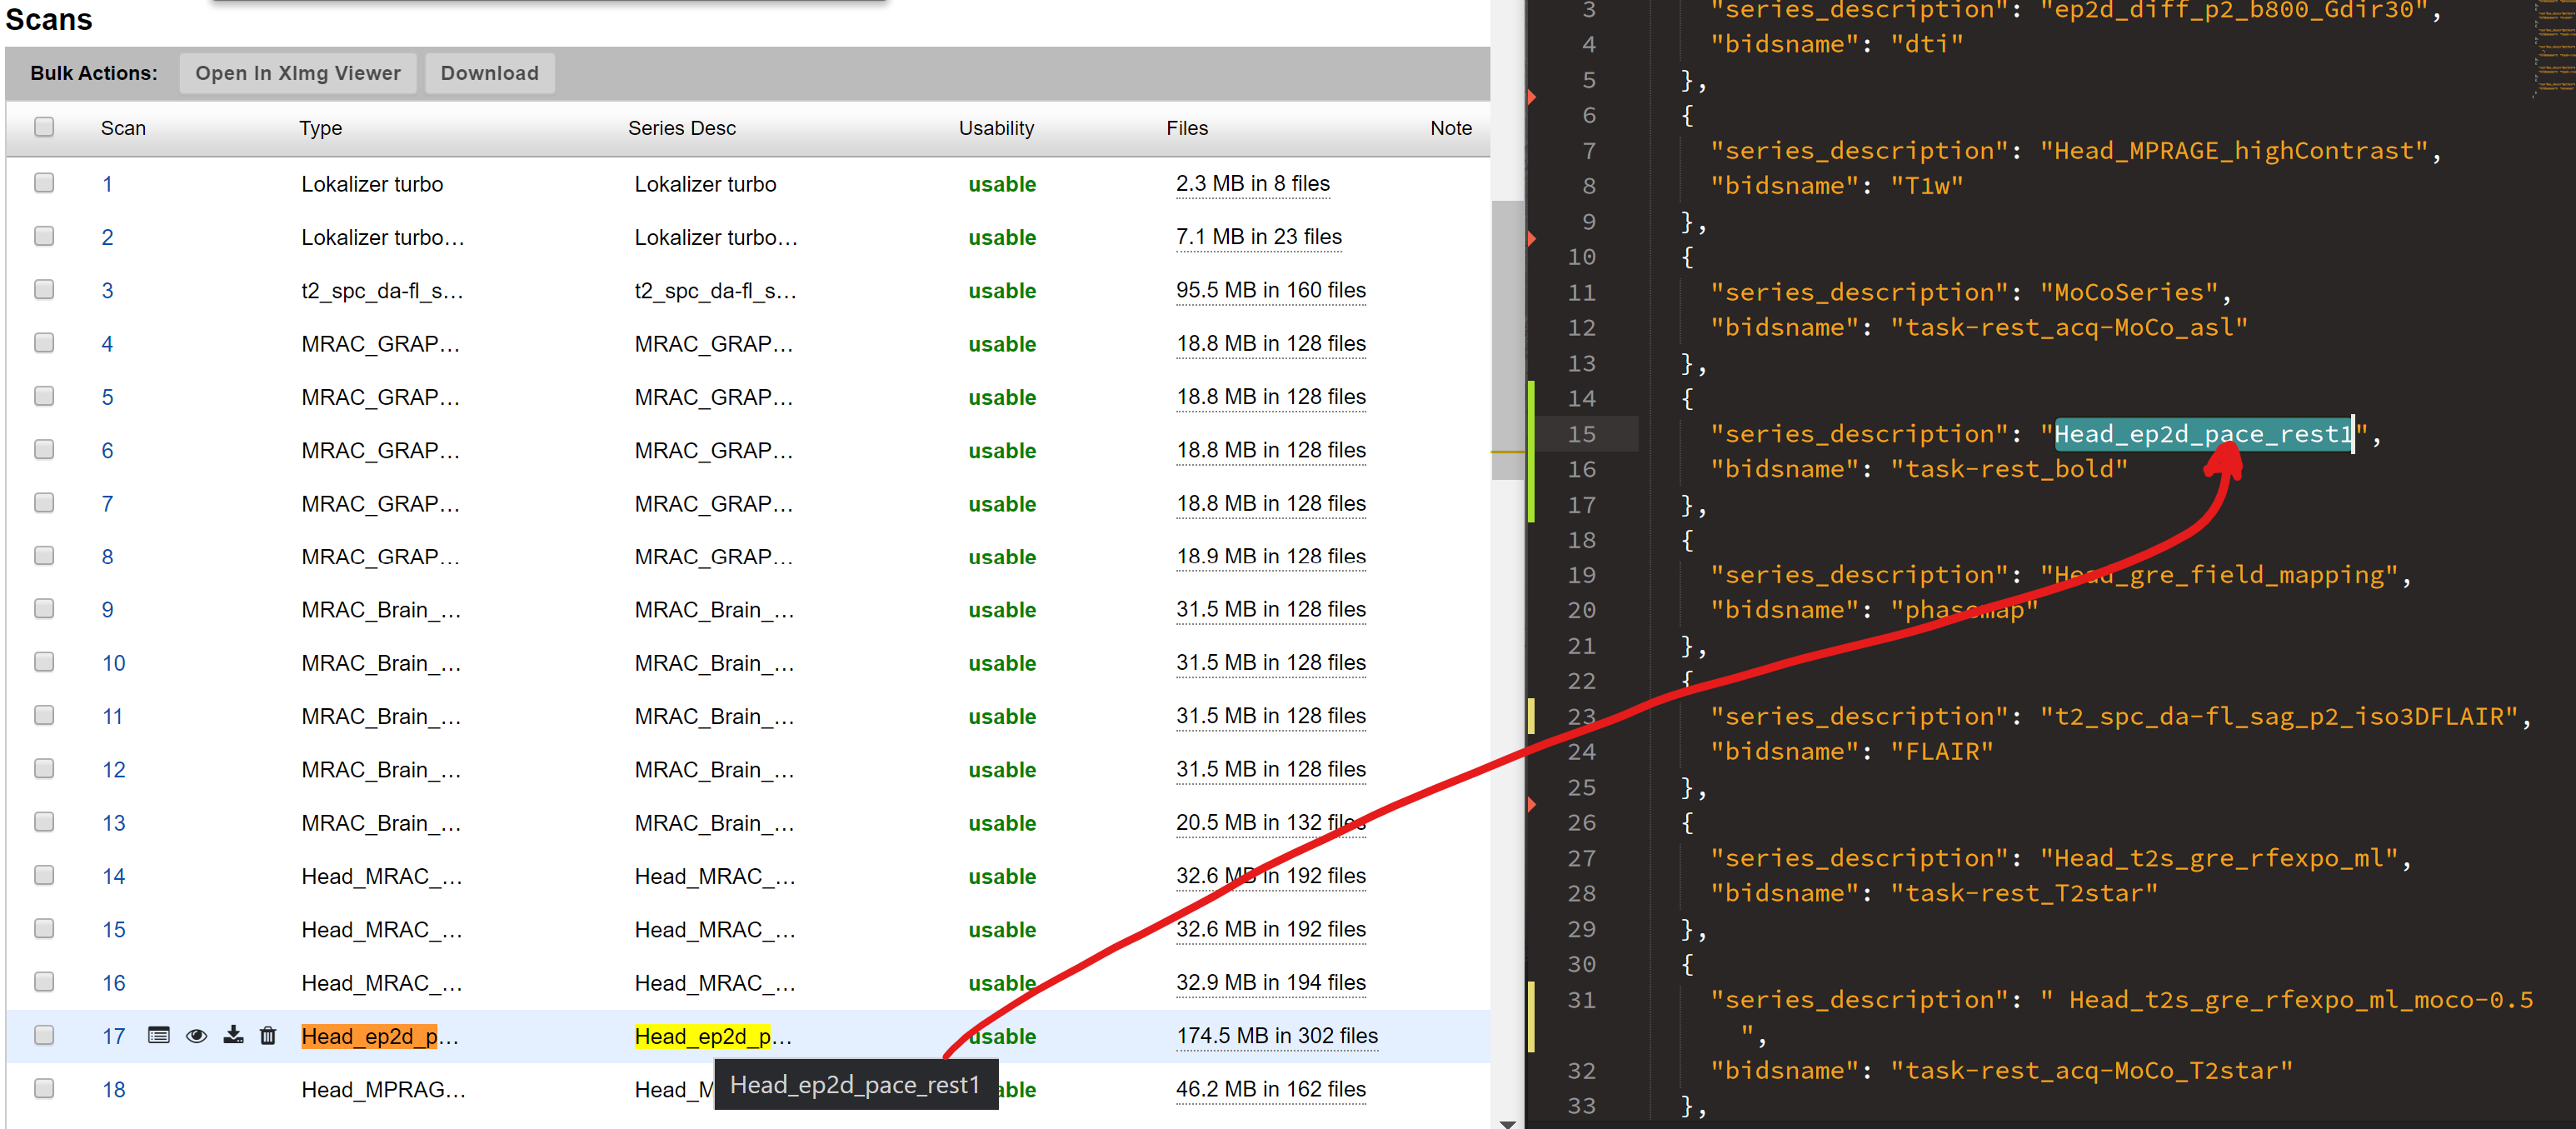 Scans
Bulk Actions: Open In XImg Viewer Download
Scan Type Series Desc Usability Files Note
1 Lokalizer turbo Lokalizer turbo usable 2.3 MB in 8 files
2 Lokalizer turbo... Lokalizer turbo... usable 7.1 MB in 23 files
3 t2_spc_da-fl_s... t2_spc_da-fl_s... usable 95.5 MB in 160 files
4 MRAC_GRAP... MRAC_GRAP... usable 18.8 MB in 128 files
5 MRAC_GRAP... MRAC_GRAP... usable 18.8 MB in 128 files
6 MRAC_GRAP... MRAC_GRAP... usable 18.8 MB in 128 files
7 MRAC_GRAP... MRAC_GRAP... usable 18.8 MB in 128 files
8 MRAC_GRAP... MRAC_GRAP... usable 18.9 MB in 128 files
9 MRAC_Brain_... MRAC_Brain_... usable 31.5 MB in 128 files
10 MRAC_Brain_... MRAC_Brain_... usable 31.5 MB in 128 files
11 MRAC_Brain_... MRAC_Brain_... usable 31.5 MB in 128 files
12 MRAC_Brain_... MRAC_Brain_... usable 31.5 MB in 128 files
13 MRAC_Brain_... MRAC_Brain_... usable 20.5 MB in 132 files
14 Head_MRAC_... Head_MRAC_... usable 32.6 MB in 192 files
15 Head_MRAC_... Head_MRAC_... usable 32.6 MB in 192 files
16 Head_MRAC_... Head_MRAC_... usable 32.9 MB in 194 files
17 Head_ep2d_p... Head_ep2d_p... usable 174.5 MB in 302 files
Head_ep2d_pace_rest1
18 Head_MPRAG... Head_M able 46.2 MB in 162 files
3 "series_description": "ep2d_diff_p2_b800_Gdir30",
4 "bidsname": "dti"
5 },
6 {
7 "series_description": "Head_MPRAGE_highContrast",
8 "bidsname": "T1w"
9 },
10 {
11 "series_description": "MoCoSeries",
12 "bidsname": "task-rest_acq-MoCo_asl"
13 },
14 {
15 "series_description": "Head_ep2d_pace_rest1",
16 "bidsname": "task-rest_bold"
17 },
18 {
19 "series_description": "Head_gre_field_mapping",
20 "bidsname": "phasemap"
21 },
22 {
23 "series_description": "t2_spc_da-fl_sag_p2_iso3DFLAIR",
24 "bidsname": "FLAIR"
25 },
26 {
27 "series_description": "Head_t2s_gre_rfexpo_ml",
28 "bidsname": "task-rest_T2star"
29 },
30 {
31 "series_description": " Head_t2s_gre_rfexpo_ml_moco-0.5
",
32 "bidsname": "task-rest_acq-MoCo_T2star"
33 },